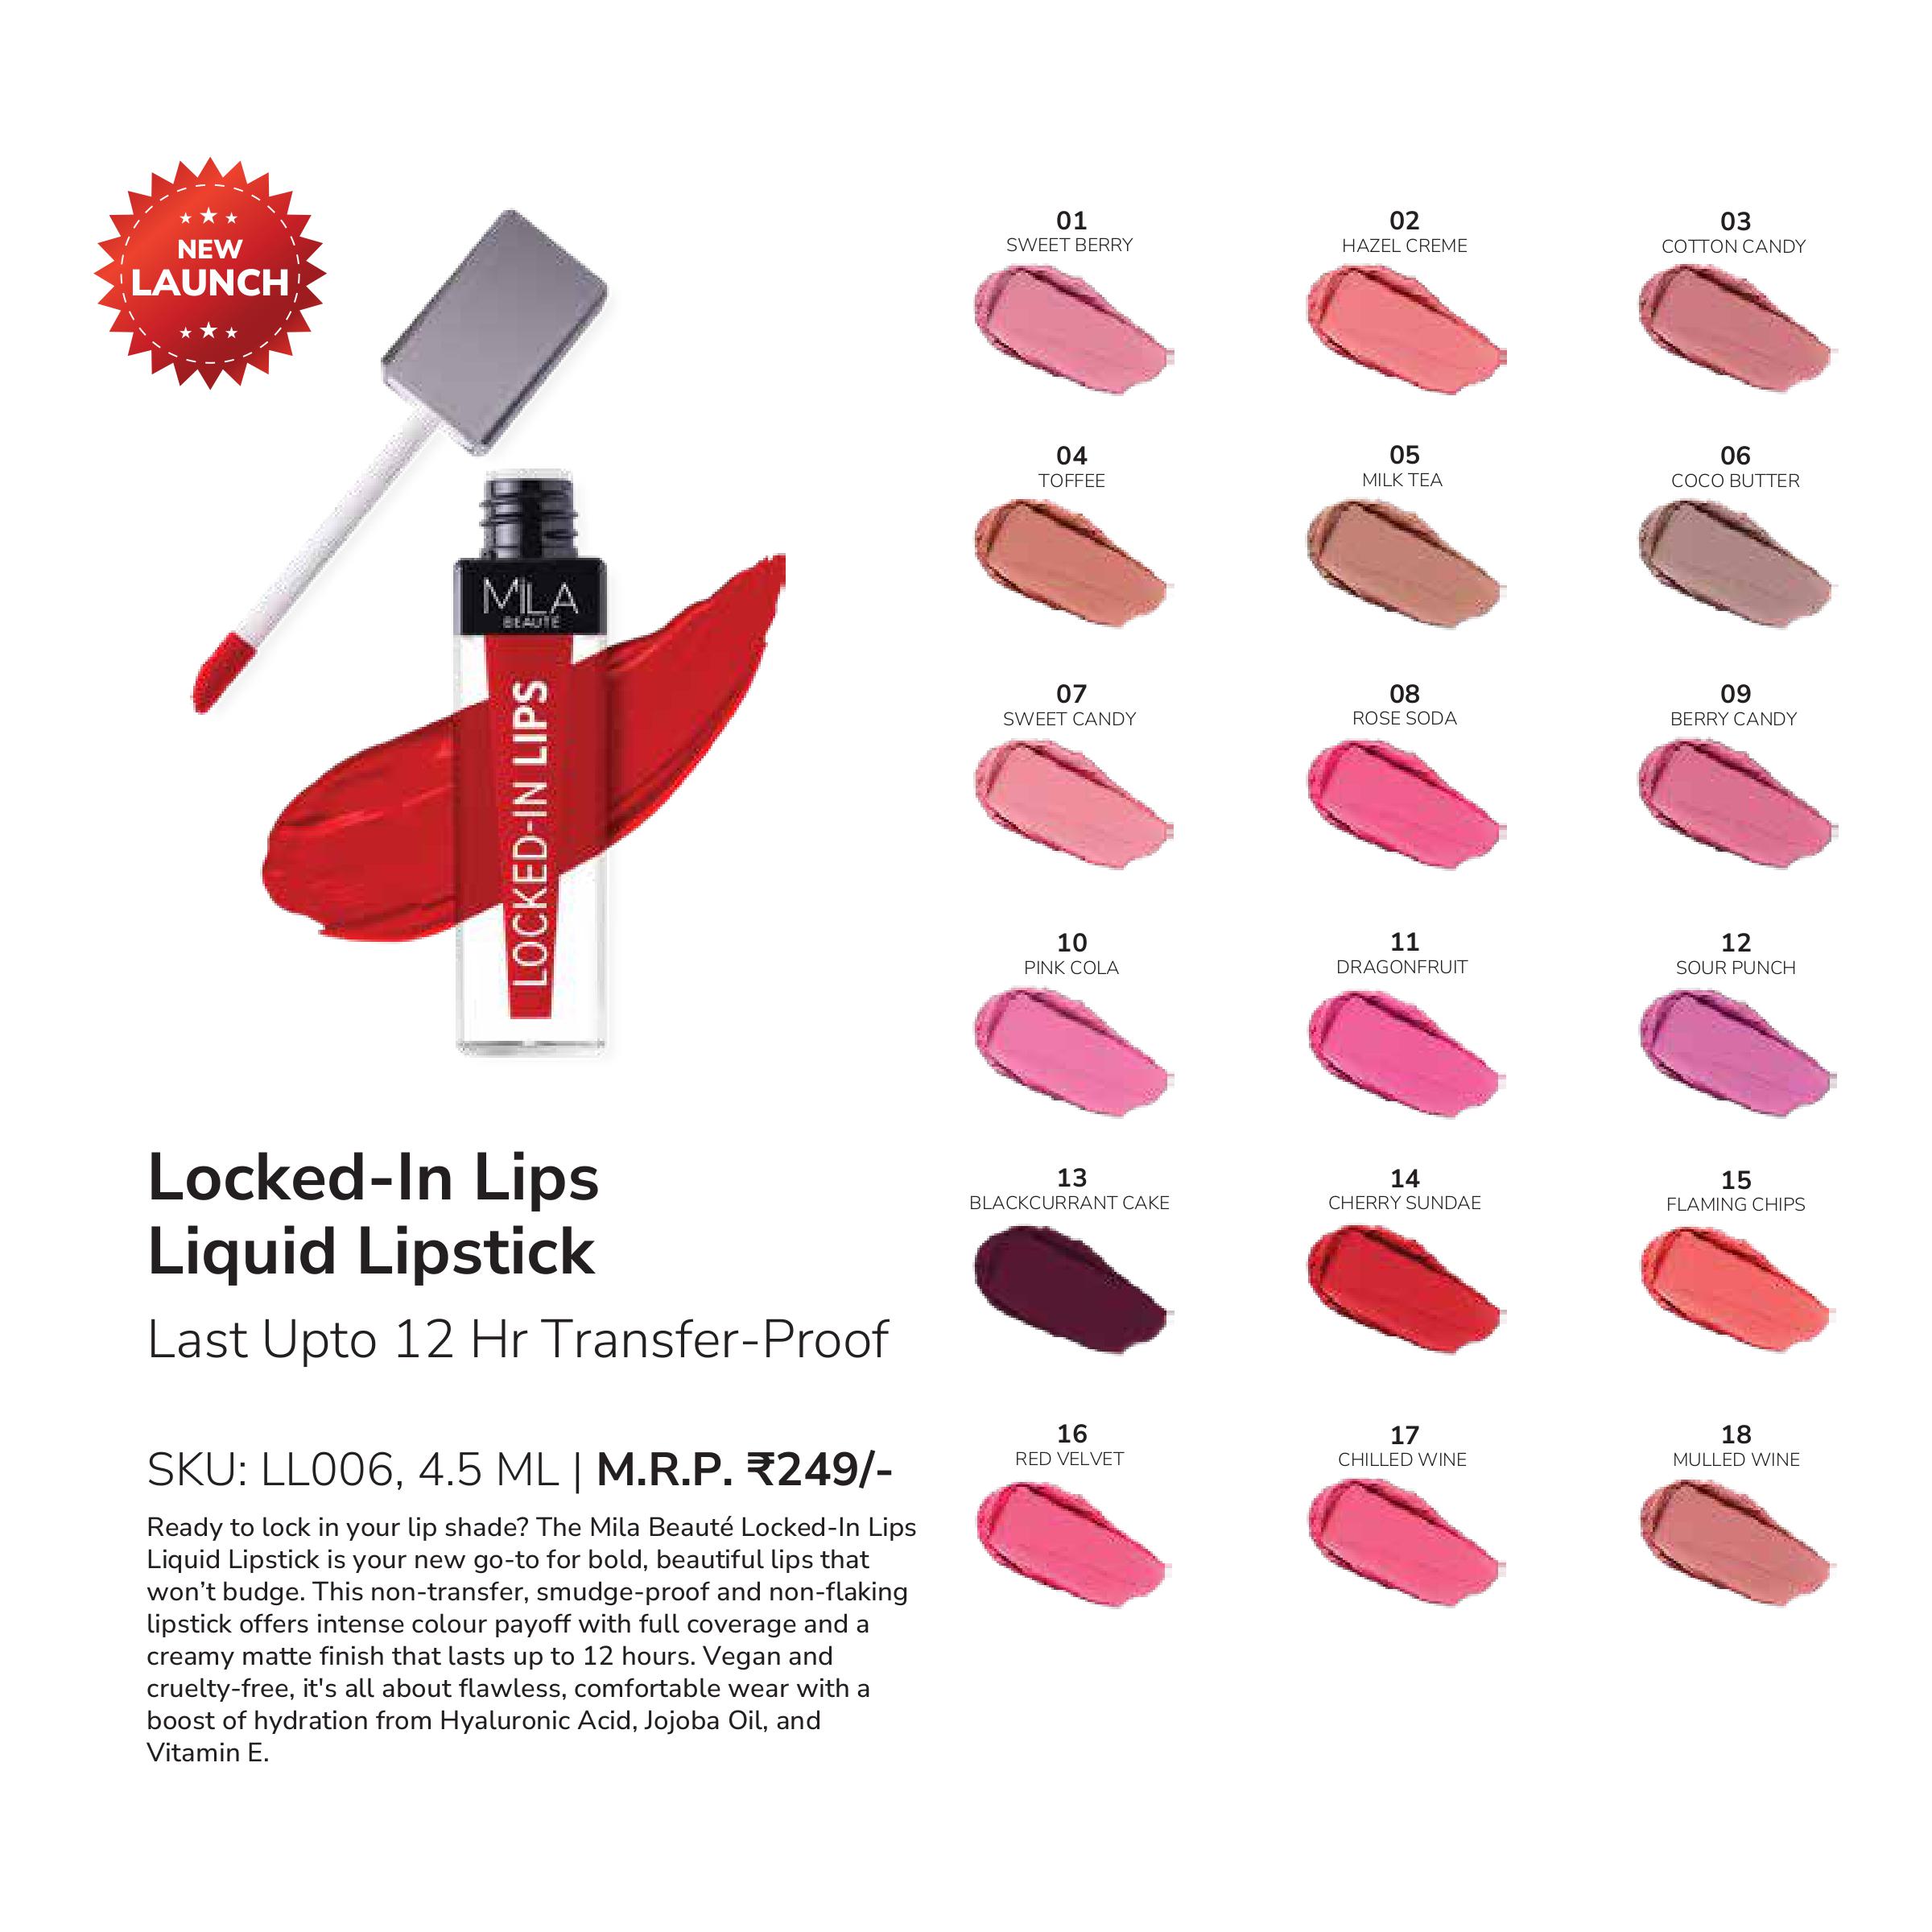 NEW
LAUNCH
MILA
BEAUTÉ
LOCKED-IN LIPS
Locked-In Lips
Liquid Lipstick
Last Upto 12 Hr Transfer-Proof
SKU: LL006, 4.5 ML | M.R.P. ₹249/-
Ready to lock in your lip shade? The Mila Beauté Locked-In Lips
Liquid Lipstick is your new go-to for bold, beautiful lips that
won’t budge. This non-transfer, smudge-proof and non-flaking
lipstick offers intense colour payoff with full coverage and a
creamy matte finish that lasts up to 12 hours. Vegan and
cruelty-free, it's all about flawless, comfortable wear with a
boost of hydration from Hyaluronic Acid, Jojoba Oil, and
Vitamin E.
01
SWEET BERRY
02
HAZEL CREME
03
COTTON CANDY
04
TOFFEE
05
MILK TEA
06
COCO BUTTER
07
SWEET CANDY
08
ROSE SODA
09
BERRY CANDY
10
PINK COLA
11
DRAGONFRUIT
12
SOUR PUNCH
13
BLACKCURRANT CAKE
14
CHERRY SUNDAE
15
FLAMING CHIPS
16
RED VELVET
17
CHILLED WINE
18
MULLED WINE